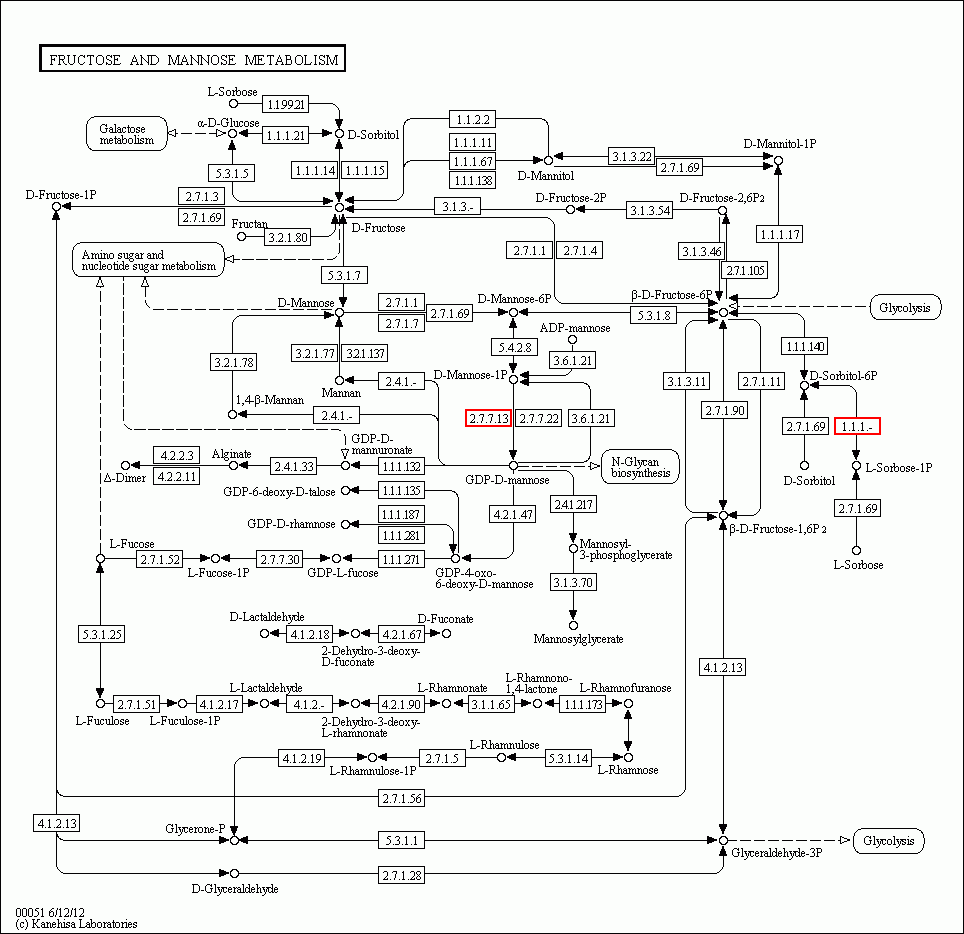 FRUCTOSE AND MANNOSE METABOLISM
L-Sorbose
1.1.99.21
α-D-Glucose
Galactose
metabolism
1.1.1.21
D-Sorbitol
1.1.2.2
1.1.1.11
1.1.1.67
1.1.1.138
D-Mannitol
3.1.3.22
2.7.1.69
D-Mannitol-1P
5.3.1.5
1.1.1.14
1.1.1.15
D-Fructose-1P
2.7.1.3
2.7.1.69
3.1.3.-
D-Fructose-2P
3.1.3.54
D-Fructose-2,6P2
Fructan
3.2.1.80
D-Fructose
1.1.1.17
Amino sugar and
nucleotide sugar metabolism
2.7.1.1
2.7.1.4
3.1.3.46
2.7.1.105
5.3.1.7
D-Mannose
2.7.1.1
2.7.1.7
2.7.1.69
D-Mannose-6P
β-D-Fructose-6P
5.3.1.8
Glycolysis
ADP-mannose
3.2.1.78
3.2.1.77
3.2.1.137
5.4.2.8
3.6.1.21
1.1.1.140
Mannan
2.4.1.-
D-Mannose-1P
3.1.3.11
2.7.1.11
D-Sorbitol-6P
1,4-β-Mannan
2.4.1.-
2.7.7.13
2.7.7.22
3.6.1.21
2.7.1.90
2.7.1.69
1.1.1.-
GDP-D-
mannuronate
4.2.2.3
4.2.2.11
Alginate
Δ-Dimer
2.4.1.33
1.1.1.132
GDP-D-mannose
N-Glycan
biosynthesis
D-Sorbitol
L-Sorbose-1P
GDP-6-deoxy-D-talose
1.1.1.135
4.2.1.47
2.4.1.217
2.7.1.69
GDP-D-rhamnose
1.1.1.187
1.1.1.281
β-D-Fructose-1,6P2
L-Fucose
2.7.1.52
L-Fucose-1P
2.7.7.30
GDP-L-fucose
1.1.1.271
GDP-4-oxo-
6-deoxy-D-mannose
Mannosyl-
3-phosphoglycerate
L-Sorbose
3.1.3.70
5.3.1.25
D-Lactaldehyde
4.1.2.18
2-Dehydro-3-deoxy-
D-fuconate
4.2.1.67
D-Fuconate
Mannosylglycerate
4.1.2.13
L-Fuculose
2.7.1.51
L-Fuculose-1P
4.1.2.17
L-Lactaldehyde
4.1.2.-
2-Dehydro-3-deoxy-
L-rhamnonate
4.2.1.90
L-Rhamnonate
3.1.1.65
L-Rhamnono-
1,4-lactone
1.1.1.173
L-Rhamnofuranose
4.1.2.19
L-Rhamnulose-1P
2.7.1.5
L-Rhamnulose
5.3.1.14
L-Rhamnose
2.7.1.56
4.1.2.13
Glycerone-P
5.3.1.1
Glyceraldehyde-3P
Glycolysis
D-Glyceraldehyde
2.7.1.28
00051 6/12/12
(c) Kanehisa Laboratories